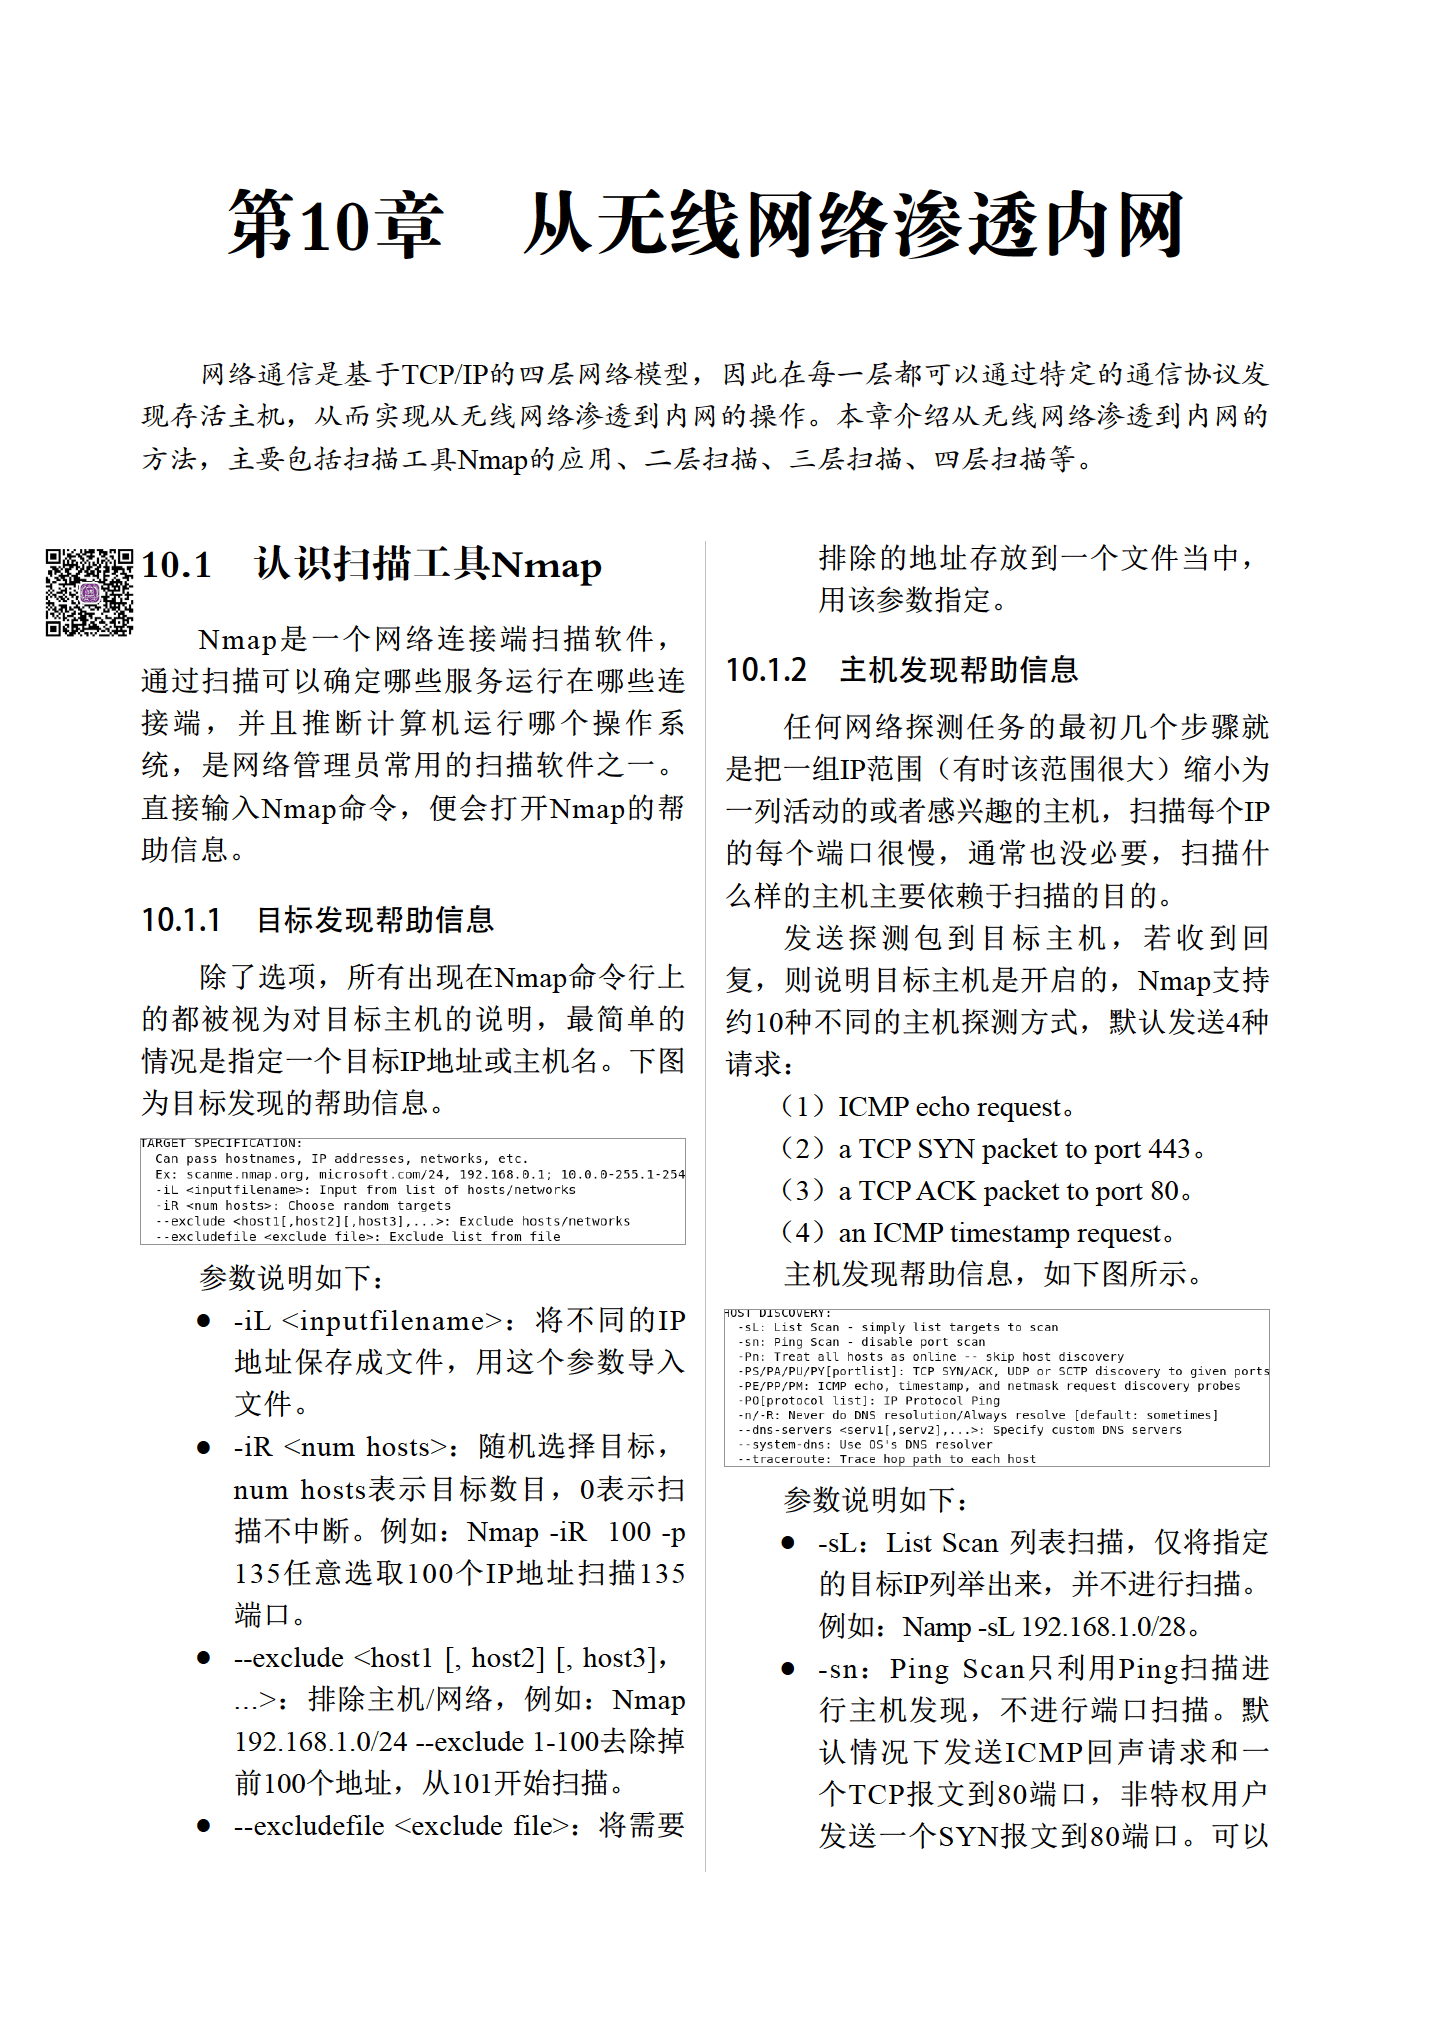 第10章　从无线网络渗透内网
网络通信是基于TCP/IP的四层网络模型，因此在每一层都可以通过特定的通信协议发
现存活主机，从而实现从无线网络渗透到内网的操作。本章介绍从无线网络渗透到内网的
方法，主要包括扫描工具Nmap的应用、二层扫描、三层扫描、四层扫描等。
10.1　认识扫描工具Nmap
Nmap是一个网络连接端扫描软件，
通过扫描可以确定哪些服务运行在哪些连
接端，并且推断计算机运行哪个操作系
统，是网络管理员常用的扫描软件之一。
直接输入Nmap命令，便会打开Nmap的帮
助信息。
10.1.1　目标发现帮助信息
除了选项，所有出现在Nmap命令行上
的都被视为对目标主机的说明，最简单的
情况是指定一个目标IP地址或主机名。下图
为目标发现的帮助信息。
TARGET SPECIFICATION:
Can pass hostnames, IP addresses, networks, etc.
Ex: scanme.nmap.org, microsoft.com/24, 192.168.0.1; 10.0.0-255.1-254
-iL <inputfilename>: Input from list of hosts/networks
-iR <num hosts>: Choose random targets
--exclude <host1[,host2][,host3],...>: Exclude hosts/networks
--excludefile <exclude file>: Exclude list from file
参数说明如下：
● -iL <inputfilename>：将不同的IP
地址保存成文件，用这个参数导入
文件。
● -iR <num hosts>：随机选择目标，
num hosts表示目标数目，0表示扫
描不中断。例如：Nmap -iR 100 -p
135任意选取100个IP地址扫描135
端口。
● --exclude <host1 [, host2] [, host3]，
…>：排除主机/网络，例如：Nmap
192.168.1.0/24 --exclude 1-100去除掉
前100个地址，从101开始扫描。
● --excludefile <exclude file>：将需要
排除的地址存放到一个文件当中，
用该参数指定。
10.1.2　主机发现帮助信息
任何网络探测任务的最初几个步骤就
是把一组IP范围（有时该范围很大）缩小为
一列活动的或者感兴趣的主机，扫描每个IP
的每个端口很慢，通常也没必要，扫描什
么样的主机主要依赖于扫描的目的。
发送探测包到目标主机，若收到回
复，则说明目标主机是开启的，Nmap支持
约10种不同的主机探测方式，默认发送4种
请求：
（1）ICMP echo request。
（2）a TCP SYN packet to port 443。
（3）a TCP ACK packet to port 80。
（4）an ICMP timestamp request。
主机发现帮助信息，如下图所示。
HOST DISCOVERY:
-sL: List Scan - simply list targets to scan
-sn: Ping Scan - disable port scan
-Pn: Treat all hosts as online -- skip host discovery
-PS/PA/PU/PY[portlist]: TCP SYN/ACK, UDP or SCTP discovery to given ports
-PE/PP/PM: ICMP echo, timestamp, and netmask request discovery probes
-PO[protocol list]: IP Protocol Ping
-n/-R: Never do DNS resolution/Always resolve [default: sometimes]
--dns-servers <serv1[,serv2],...>: Specify custom DNS servers
--system-dns: Use OS's DNS resolver
--traceroute: Trace hop path to each host
参数说明如下：
● -sL：List Scan 列表扫描，仅将指定
的目标IP列举出来，并不进行扫描。
例如：Namp -sL 192.168.1.0/28。
● -sn：Ping Scan只利用Ping扫描进
行主机发现，不进行端口扫描。默
认情况下发送ICMP回声请求和一
个TCP报文到80端口，非特权用户
发送一个SYN报文到80端口。可以